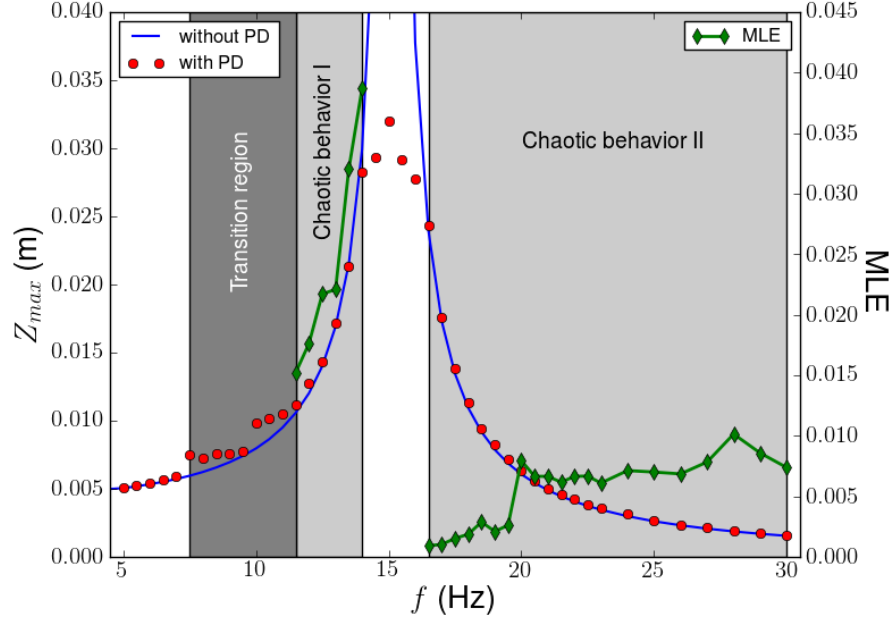 without PD
with PD
MLE
Transition region
Chaotic behavior I
Chaotic behavior II
0.040
0.035
0.030
0.025
0.020
0.015
0.010
0.005
0.000
Z_max (m)
0.045
0.040
0.035
0.030
0.025
0.020
0.015
0.010
0.005
0.000
MLE
5
10
15
20
25
30
f (Hz)